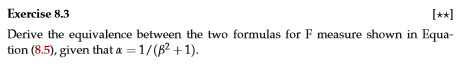 Exercise 8.3 [⋆⋆]
Derive the equivalence between the two formulas for F measure shown in Equa-
tion (8.5), given that α = 1/(β² + 1).